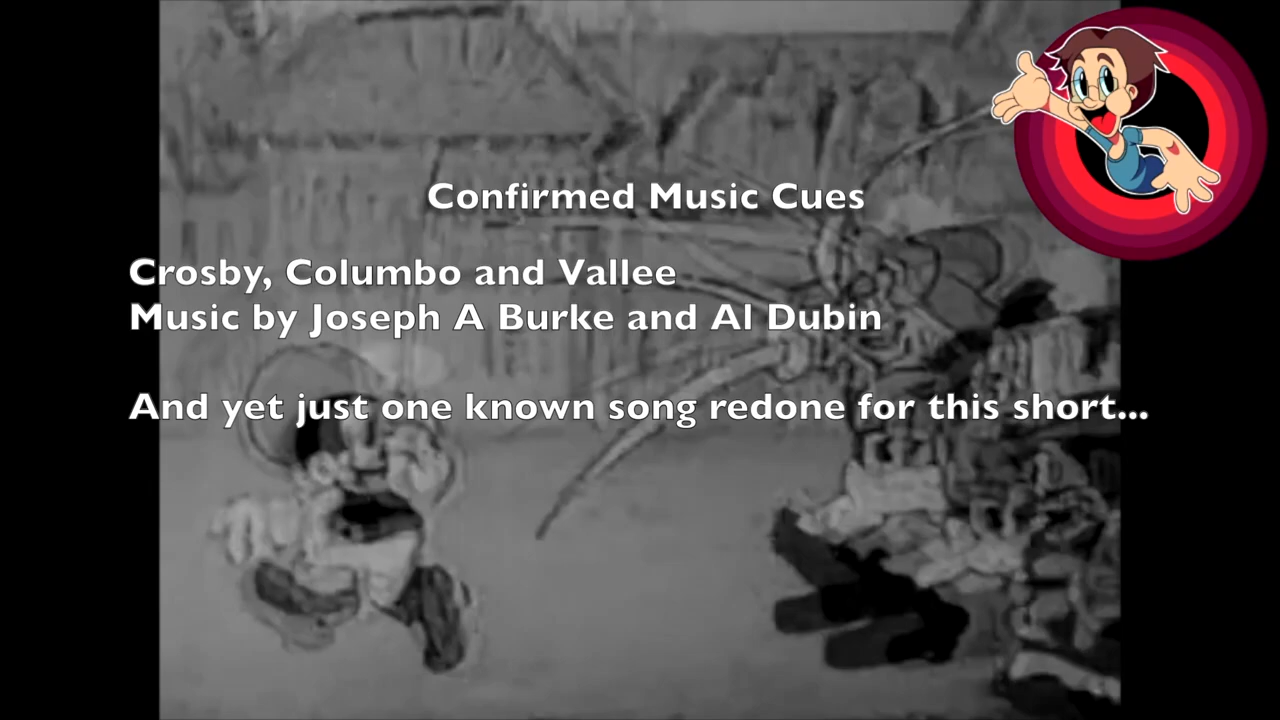 Confirmed Music Cues
Crosby, Columbo and Vallee
Music by Joseph A Burke and Al Dubin
And yet just one known song redone for this short...